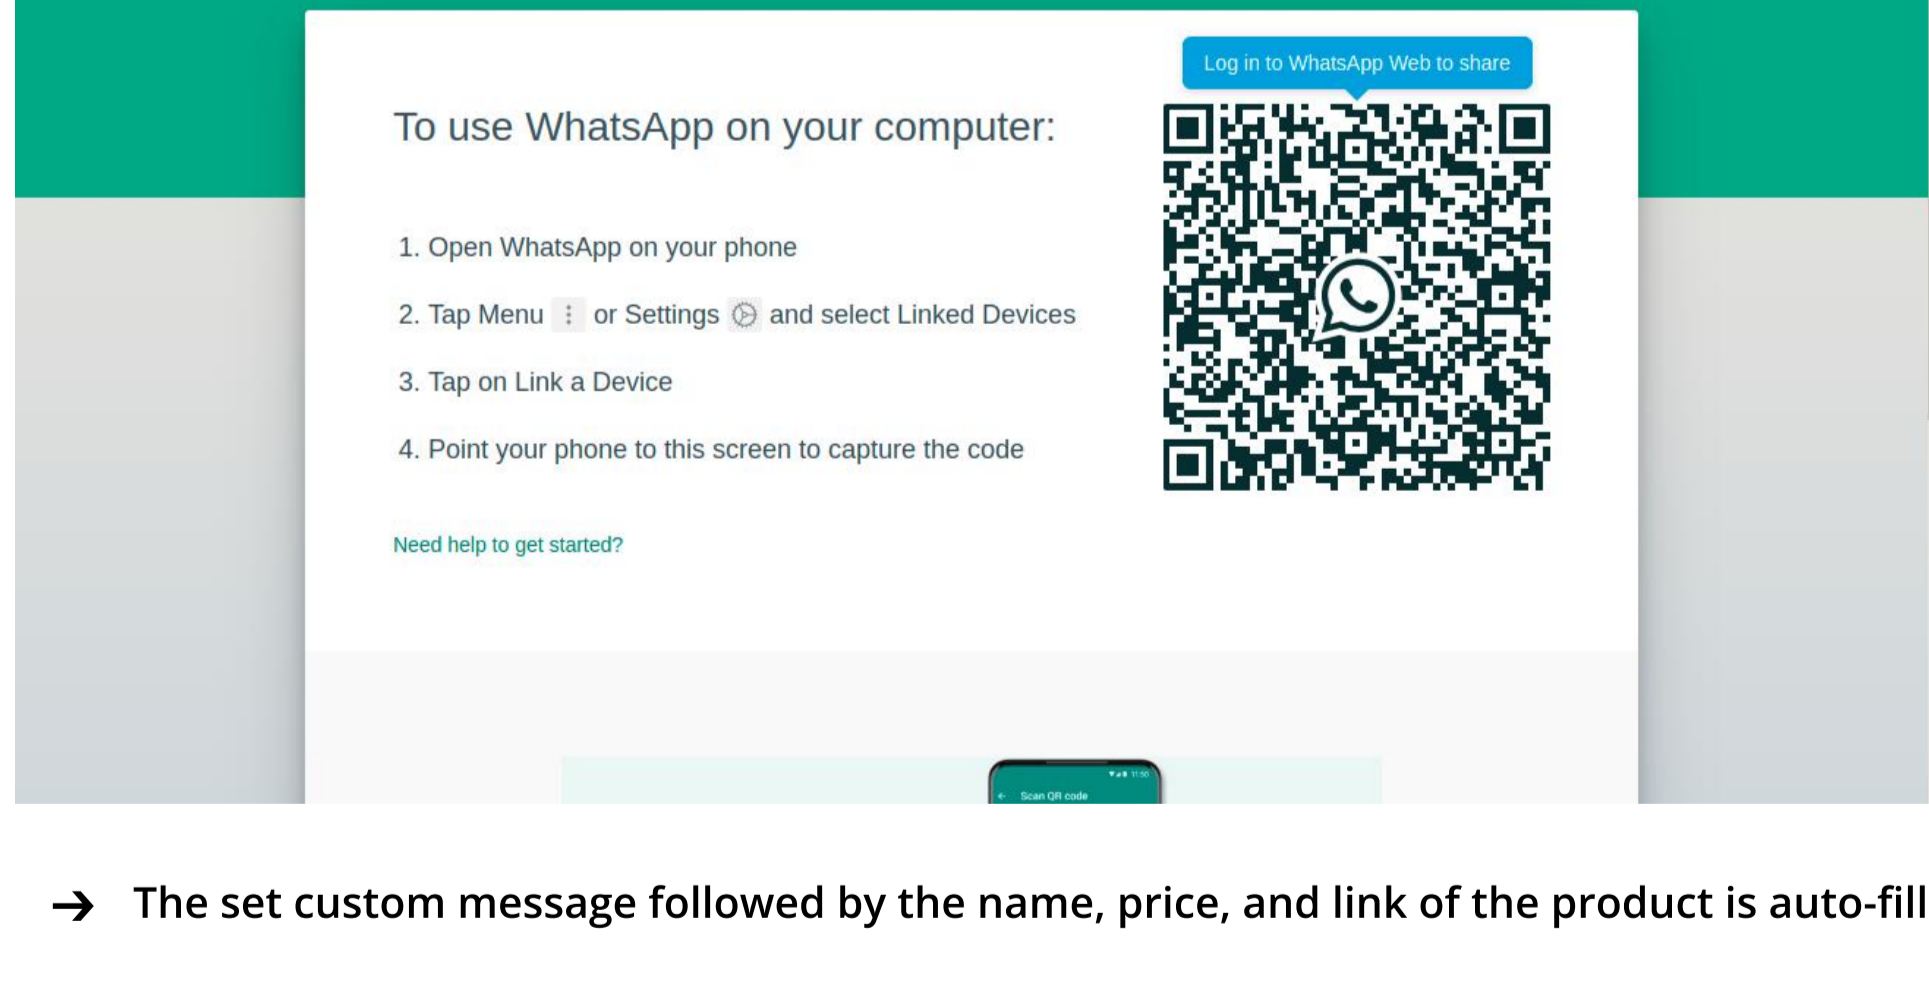 Log in to WhatsApp Web to share
To use WhatsApp on your computer:
1. Open WhatsApp on your phone
2. Tap Menu or Settings and select Linked Devices
3. Tap on Link a Device
4. Point your phone to this screen to capture the code
Need help to get started?
11:50
Scan QR code
→ The set custom message followed by the name, price, and link of the product is auto-fill